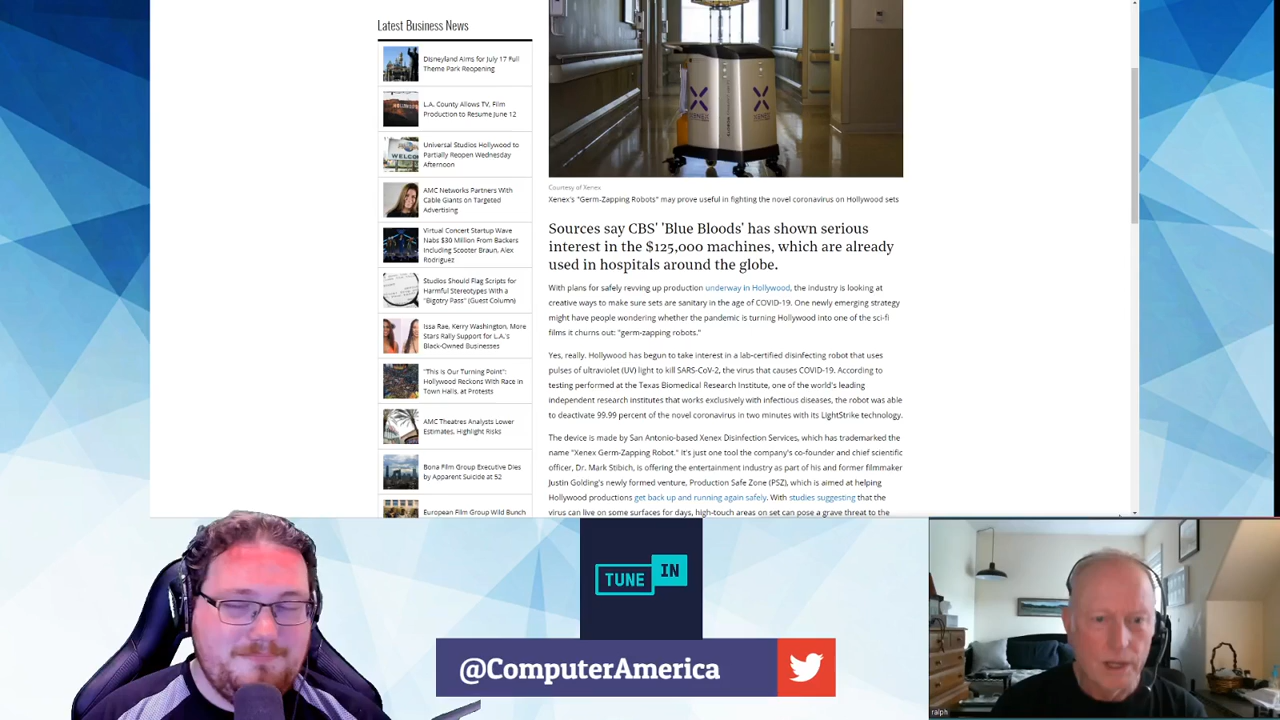 Latest Business News
Disneyland Aims for July 17 Full
Theme Park Reopening
L.A. County Allows TV, Film
Production to Resume June 12
Universal Studios Hollywood to
Partially Reopen Wednesday
Afternoon
AMC Networks Partners With
Cable Giants on Targeted
Advertising
Virtual Concert Startup Wave
Nabs $30 Million From Backers
Including Scooter Braun, Alex
Rodriguez
Studios Should Flag Scripts for
Harmful Stereotypes With a
"Bigotry Pass" (Guest Column)
Issa Rae, Kerry Washington, More
Stars Rally Support for L.A.'s
Black-Owned Businesses
"This Is Our Turning Point":
Hollywood Reckons With Race in
Town Halls, at Protests
AMC Theatres Analysts Lower
Estimates, Highlight Risks
Bona Film Group Executive Dies
by Apparent Suicide at 52
European Film Group Wild Bunch
Courtesy of Xenex
Xenex's "Germ-Zapping Robots" may prove useful in fighting the novel coronavirus on Hollywood sets
Sources say CBS' 'Blue Bloods' has shown serious
interest in the $125,000 machines, which are already
used in hospitals around the globe.
With plans for safely revving up production underway in Hollywood, the industry is looking at
creative ways to make sure sets are sanitary in the age of COVID-19. One newly emerging strategy
might have people wondering whether the pandemic is turning Hollywood into one of the sci-fi
films it churns out: "germ-zapping robots."
Yes, really. Hollywood has begun to take interest in a lab-certified disinfecting robot that uses
pulses of ultraviolet (UV) light to kill SARS-CoV-2, the virus that causes COVID-19. According to
testing performed at the Texas Biomedical Research Institute, one of the world's leading
independent research institutes that works exclusively with infectious diseases, the robot was able
to deactivate 99.99 percent of the novel coronavirus in two minutes with its LightStrike technology.
The device is made by San Antonio-based Xenex Disinfection Services, which has trademarked the
name "Xenex Germ-Zapping Robot." It's just one tool the company's co-founder and chief scientific
officer, Dr. Mark Stibich, is offering the entertainment industry as part of his and former filmmaker
Justin Golding's newly formed venture, Production Safe Zone (PSZ), which is aimed at helping
Hollywood productions get back up and running again safely. With studies suggesting that the
virus can live on some surfaces for days, high-touch areas on set can pose a grave threat to the
TUNE IN
@ComputerAmerica
ralph